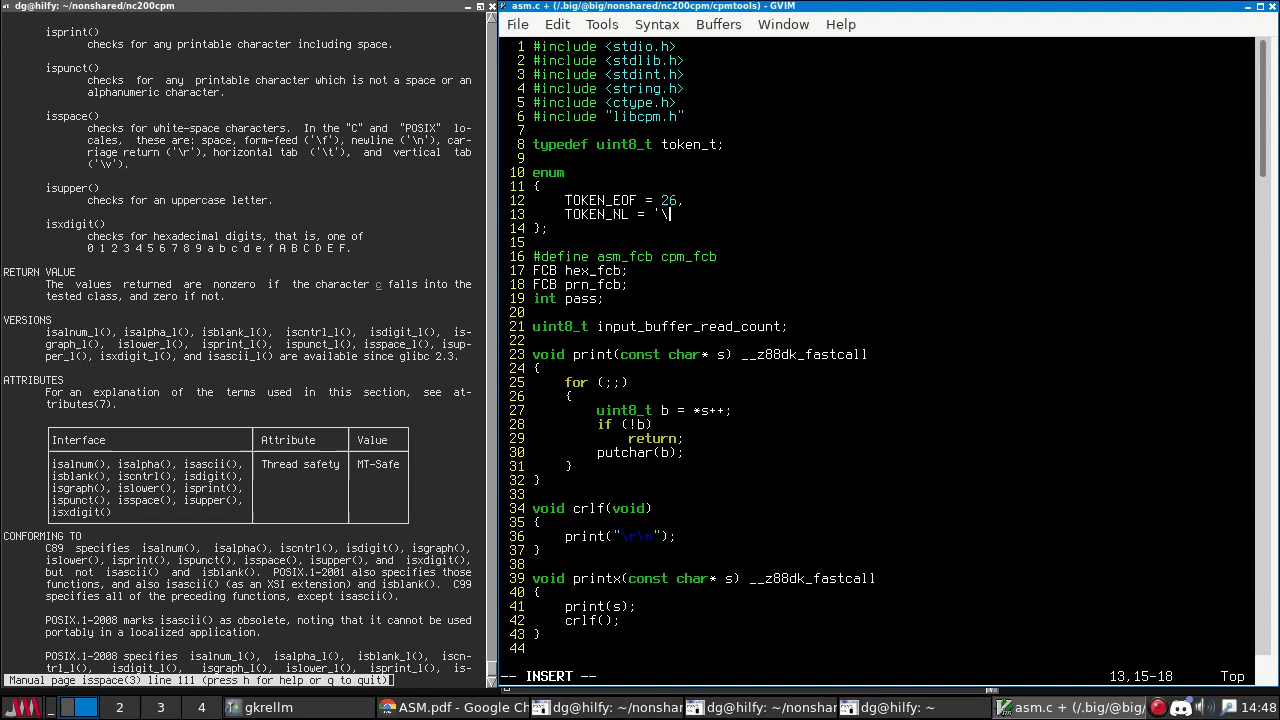 dg@hilfy: ~/nonshared/nc200cpm
isprint()
checks for any printable character including space.
ispunct()
checks for any printable character which is not a space or an
alphanumeric character.
isspace()
checks for white-space characters. In the "C" and "POSIX" lo‐
cales, these are: space, form-feed ('\f'), newline ('\n'), car‐
riage return ('\r'), horizontal tab ('\t'), and vertical tab
('\v').
isupper()
checks for an uppercase letter.
isxdigit()
checks for hexadecimal digits, that is, one of
0 1 2 3 4 5 6 7 8 9 a b c d e f A B C D E F.
RETURN VALUE
The values returned are nonzero if the character c falls into the
tested class, and zero if not.
VERSIONS
isalnum_l(), isalpha_l(), isblank_l(), iscntrl_l(), isdigit_l(), is‐
graph_l(), islower_l(), isprint_l(), ispunct_l(), isspace_l(), isup‐
per_l(), isxdigit_l(), and isascii_l() are available since glibc 2.3.
ATTRIBUTES
For an explanation of the terms used in this section, see at‐
tributes(7).
Interface Attribute Value
isalnum(), isalpha(), isascii(), Thread safety MT-Safe
isblank(), iscntrl(), isdigit(),
isgraph(), islower(), isprint(),
ispunct(), isspace(), isupper(),
isxdigit()
CONFORMING TO
C89 specifies isalnum(), isalpha(), iscntrl(), isdigit(), isgraph(),
islower(), isprint(), ispunct(), isspace(), isupper(), and isxdigit(),
but not isascii() and isblank(). POSIX.1-2001 also specifies those
functions, and also isascii() (as an XSI extension) and isblank(). C99
specifies all of the preceding functions, except isascii().
POSIX.1-2008 marks isascii() as obsolete, noting that it cannot be used
portably in a localized application.
POSIX.1-2008 specifies isalnum_l(), isalpha_l(), isblank_l(), iscn‐
trl_l(), isdigit_l(), isgraph_l(), islower_l(), isprint_l(), is‐
Manual page isspace(3) line 111 (press h for help or q to quit)
asm.c + (/.big/@/nonshared/nc200cpm/cpmtools) - GVIM
File Edit Tools Syntax Buffers Window Help
1 #include <stdio.h>
2 #include <stdlib.h>
3 #include <stdint.h>
4 #include <string.h>
5 #include <ctype.h>
6 #include "libcpm.h"
7
8 typedef uint8_t token_t;
9
10 enum
11 {
12 TOKEN_EOF = 26,
13 TOKEN_NL = '\
14 };
15
16 #define asm_fcb cpm_fcb
17 FCB hex_fcb;
18 FCB prn_fcb;
19 int pass;
20
21 uint8_t input_buffer_read_count;
22
23 void print(const char* s) __z88dk_fastcall
24 {
25 for (;;)
26 {
27 uint8_t b = *s++;
28 if (!b)
29 return;
30 putchar(b);
31 }
32 }
33
34 void crlf(void)
35 {
36 print("\r\n");
37 }
38
39 void printx(const char* s) __z88dk_fastcall
40 {
41 print(s);
42 crlf();
43 }
44
-- INSERT -- 13,15-18 Top
2 3 4 gkrellm ASM.pdf - Google Ch dg@hilfy: ~/nonshar dg@hilfy: ~/nonshar dg@hilfy: ~ asm.c + (/.big/@/non 14:48